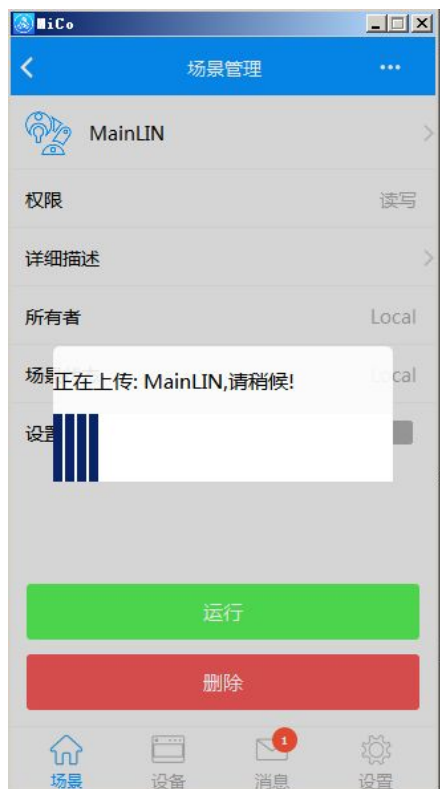 MiCo
场景管理
MainLIN
权限
读写
详细描述
所有者
Local
场景
cal
正在上传: MainLIN,请稍候!
设置
运行
删除
1
场景
设备
消息
设置